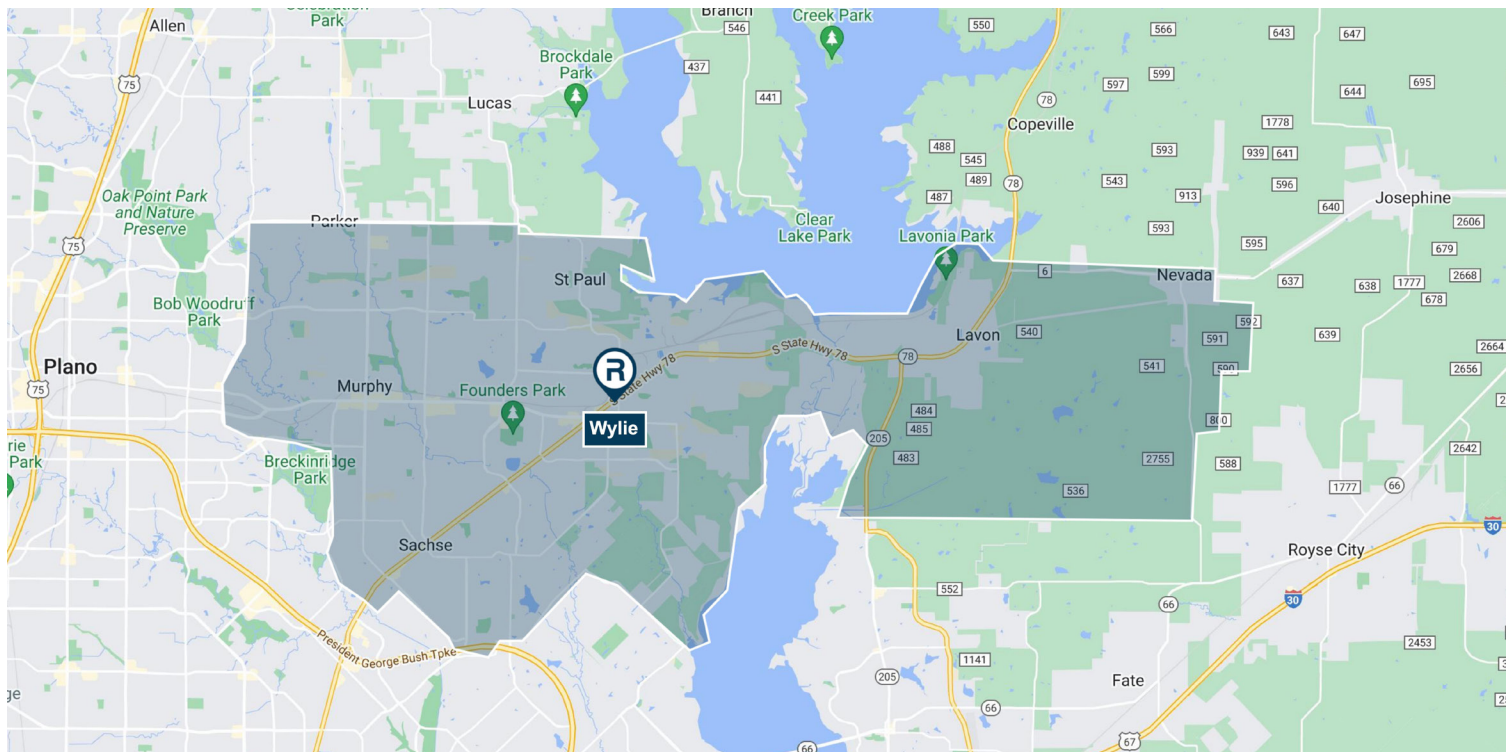 Celebration
Park
Branch
Creek Park
Allen
546
550
566
643
647
Brockdale
Park
75
437
599
597
695
644
Lucas
441
78
Copeville
1778
488
545
593
939
641
489
78
543
596
Oak Point Park
and Nature
Preserve
487
913
Josephine
640
Parker
Clear
Lake Park
593
2606
75
Lavonia Park
595
679
St Paul
6
Nevada
637
2668
638
1777
678
Bob Woodruff
Park
592
540
Lavon
591
639
S State Hwy 78
78
2664
Plano
R
541
590
2656
75
Murphy
Founders Park
S State Hwy 78
484
800
Wylie
485
205
2642
rie
Park
Breckinridge
Park
483
2755
588
1777
66
536
30
Sachse
Royse City
552
30
66
President George Bush Tpke
1141
2453
205
Fate
ge
66
66
67